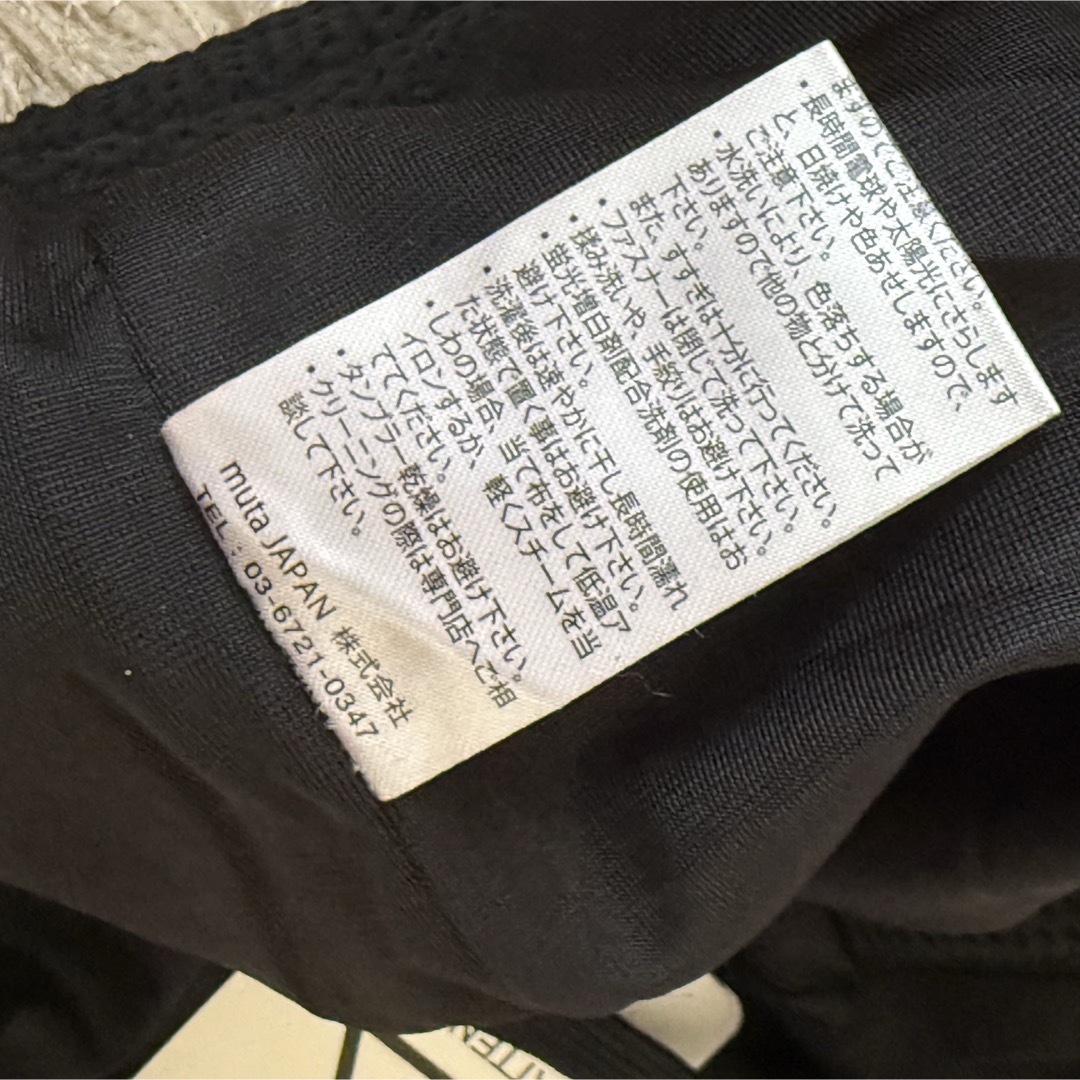 ますのでご注意ください。
・長時間電球や太陽光にさらします
と、日焼けや色あせしますので、
ご注意下さい。
・水洗いにより、色落ちする場合が
ありますので他の物と分けて洗って
下さい。
また、すすぎは十分に行ってください。
・ファスナーは閉じて洗って下さい。
・揉み洗いや、手絞りはお避け下さい。
・蛍光増白剤配合洗剤の使用はお
避け下さい。
・洗濯後は速やかに干し長時間濡れ
た状態で置く事はお避け下さい。
・しわの場合、当て布をして低温ア
イロンするか、軽くスチームを当
ててください。
・タンブラー乾燥はお避け下さい。
・クリーニングの際は専門店へご相
談して下さい。
muta JAPAN 株式会社
TEL : 03-6721-0347